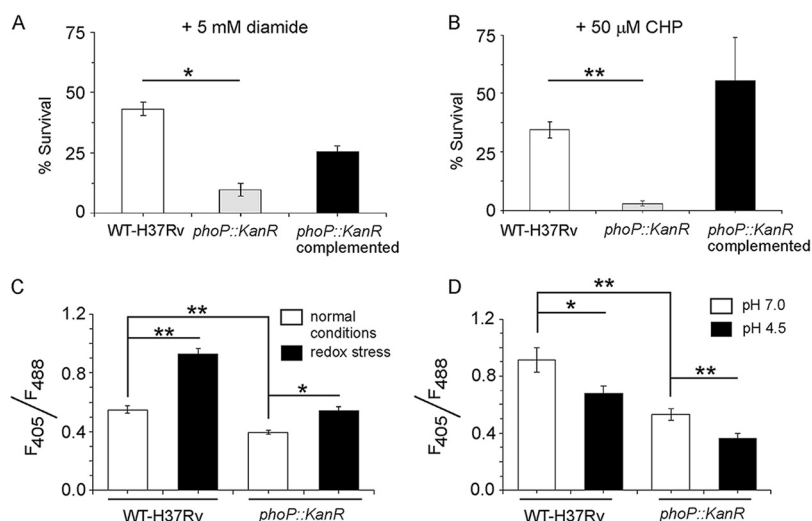 A
+ 5 mM diamide
% Survival
75
50
25
0
*
WT-H37Rv
phoP::KanR
phoP::KanR
complemented
B
+ 50 µM CHP
% Survival
75
50
25
0
**
WT-H37Rv
phoP::KanR
phoP::KanR
complemented
C
F405/F488
1.2
0.8
0.4
0.0
**
**
*
normal
conditions
redox stress
WT-H37Rv
phoP::KanR
D
F405/F488
1.2
0.8
0.4
0.0
**
*
**
pH 7.0
pH 4.5
WT-H37Rv
phoP::KanR